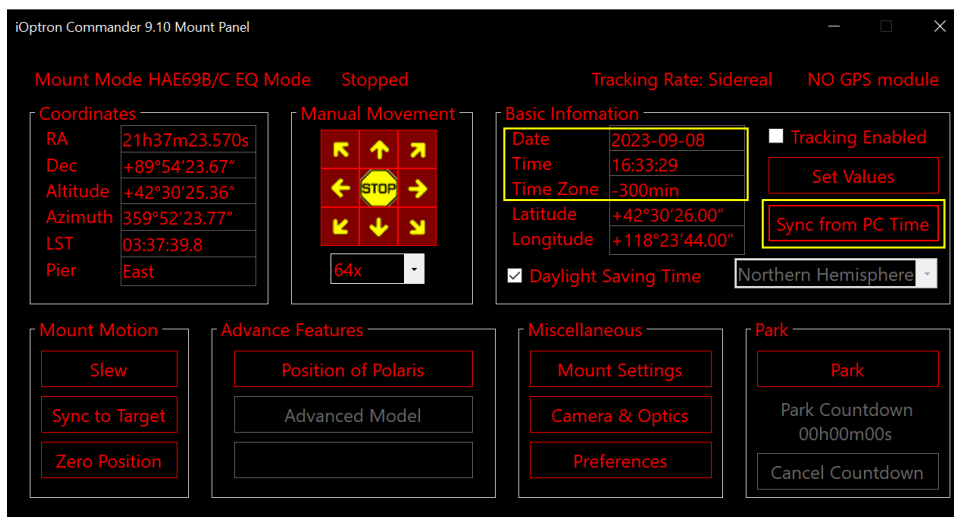 iOptron Commander 9.10 Mount Panel
Mount Mode HAE69B/C EQ Mode Stopped Tracking Rate: Sidereal NO GPS module
Coordinates
RA 21h37m23.570s
Dec +89°54'23.67"
Altitude +42°30'25.36"
Azimuth 359°52'23.77"
LST 03:37:39.8
Pier East
Manual Movement
STOP
64x
Basic Infomation
Date 2023-09-08
Time 16:33:29
Time Zone -300min
Latitude +42°30'26.00"
Longitude +118°23'44.00"
Daylight Saving Time
Tracking Enabled
Set Values
Sync from PC Time
Northern Hemisphere
Mount Motion
Slew
Sync to Target
Zero Position
Advance Features
Position of Polaris
Advanced Model
Miscellaneous
Mount Settings
Camera & Optics
Preferences
Park
Park
Park Countdown
00h00m00s
Cancel Countdown